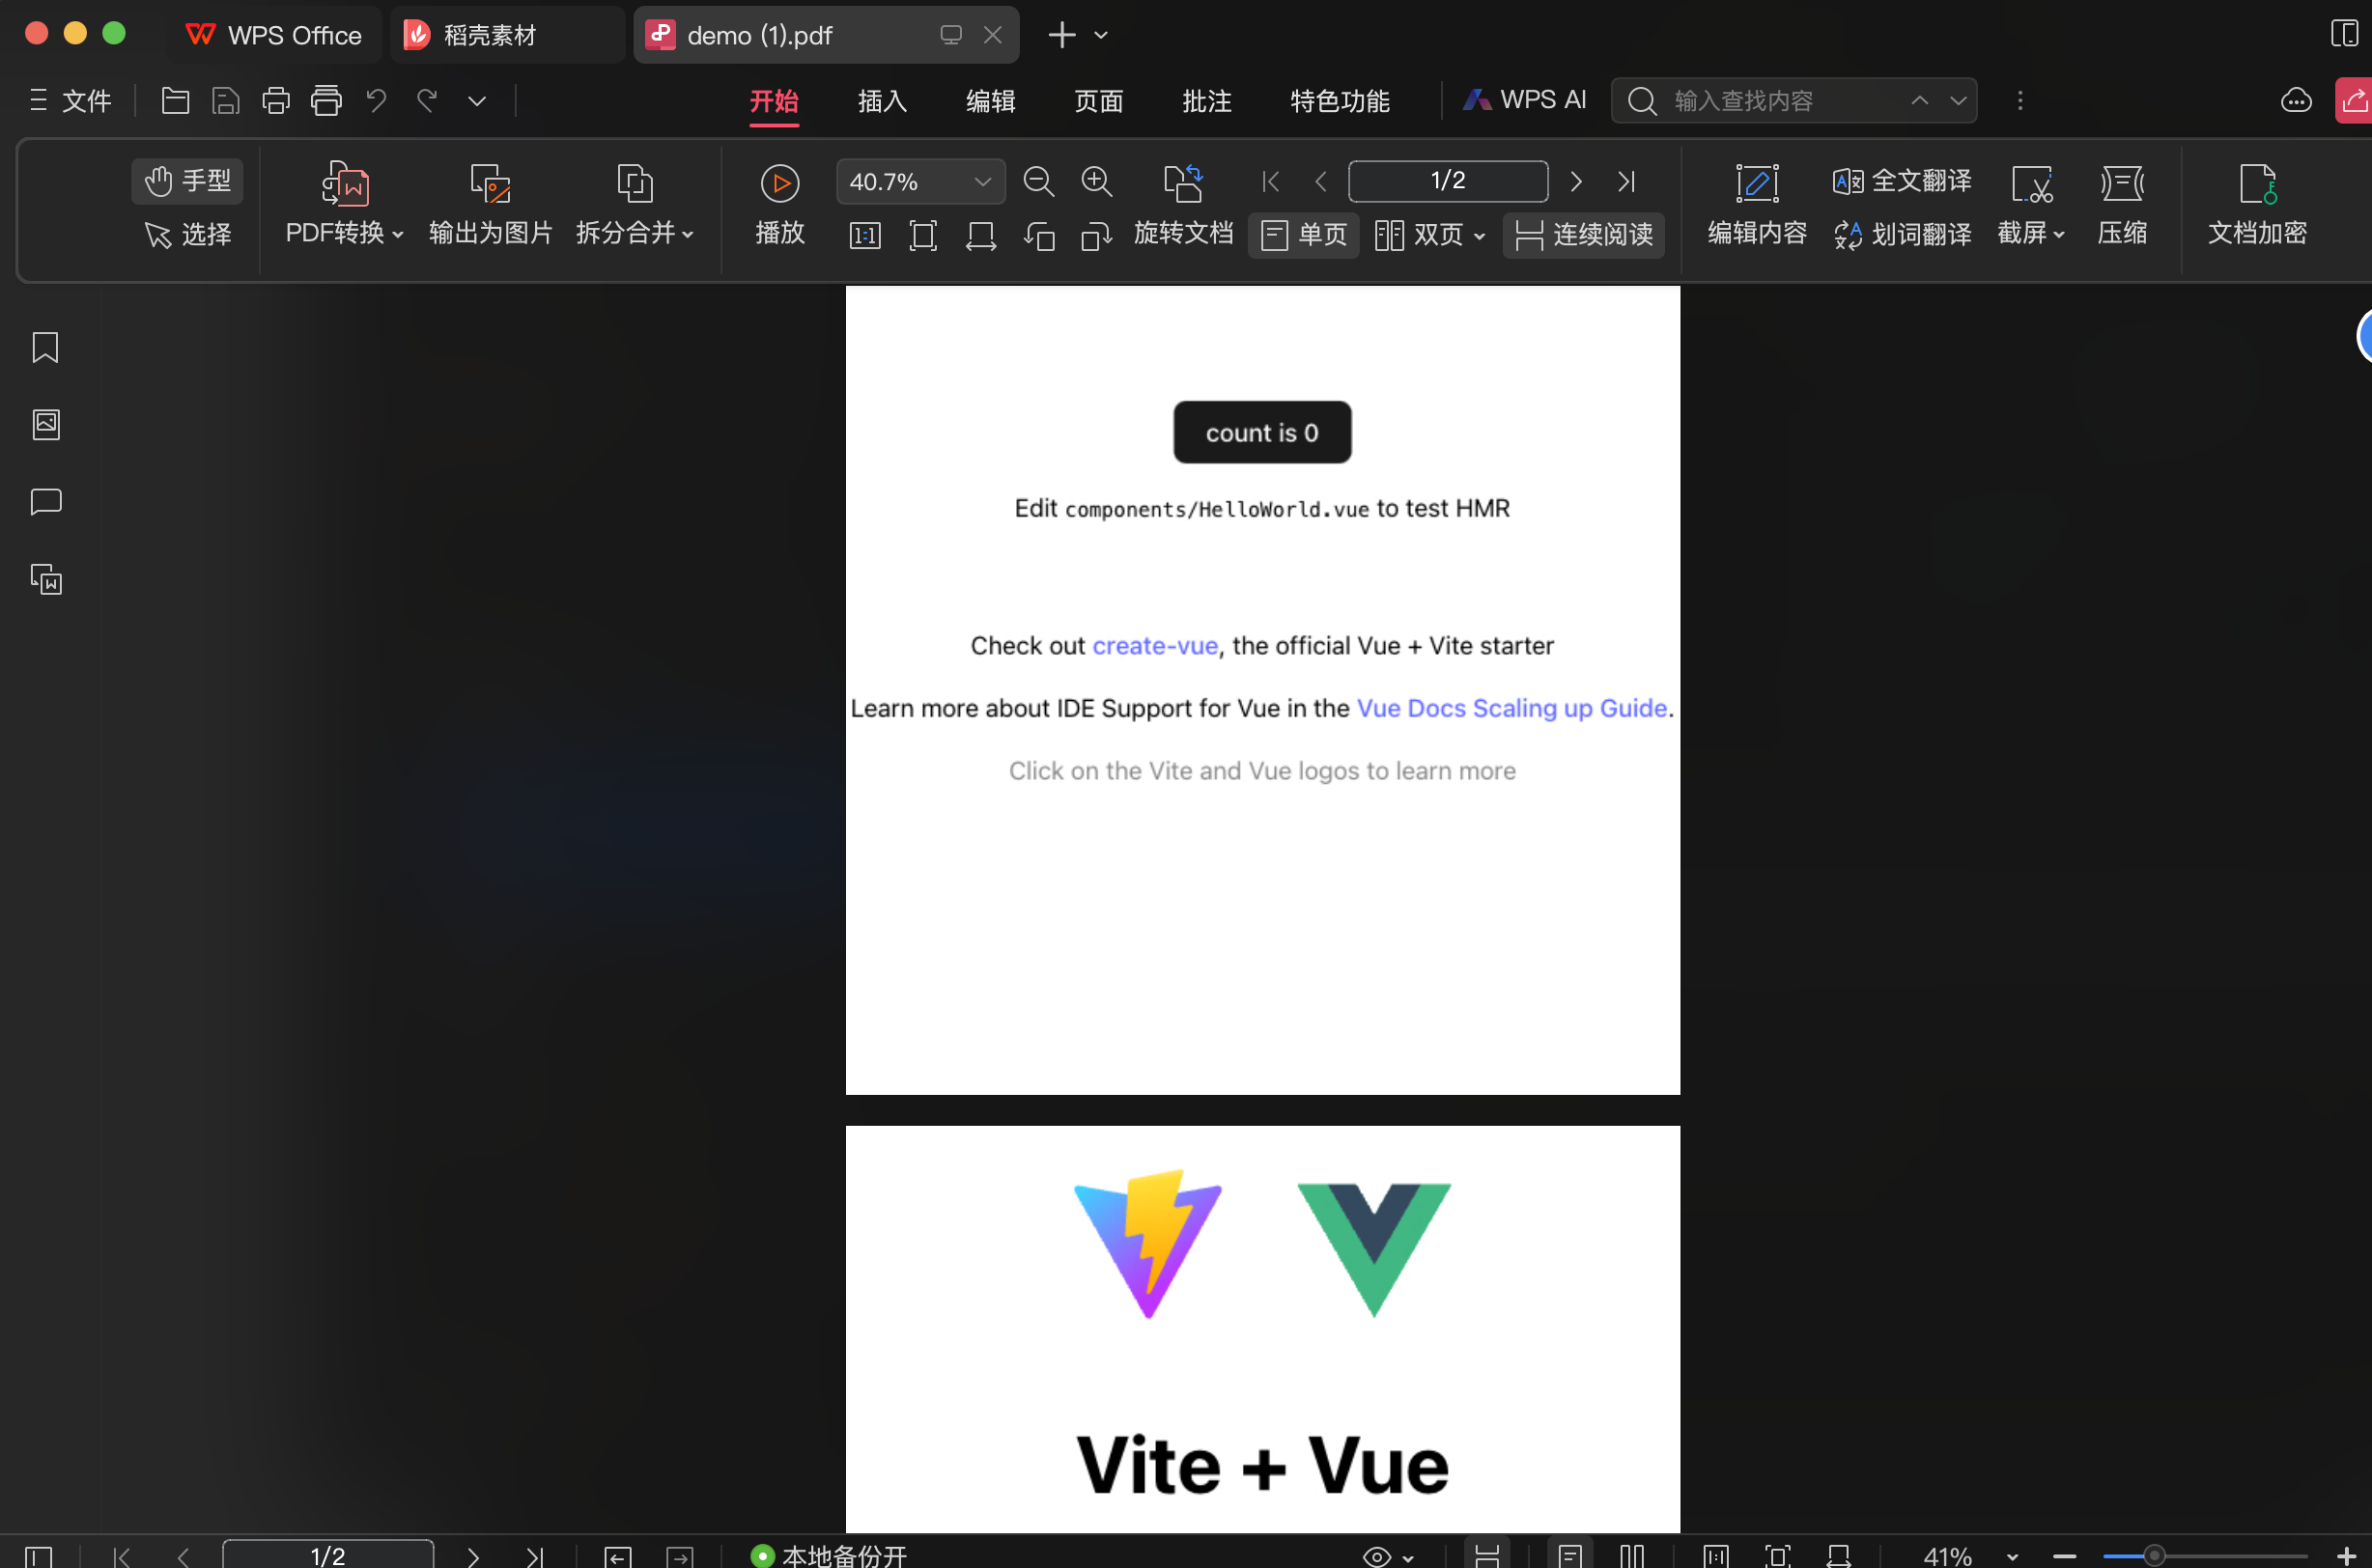 WPS Office
稻壳素材
demo (1).pdf
文件
开始
插入
编辑
页面
批注
特色功能
WPS AI
输入查找内容
手型
选择
PDF转换
输出为图片
拆分合并
播放
40.7%
1:1
旋转文档
1/2
单页
双页
连续阅读
编辑内容
全文翻译
划词翻译
截屏
压缩
文档加密
count is 0
Edit components/HelloWorld.vue to test HMR
Check out create-vue, the official Vue + Vite starter
Learn more about IDE Support for Vue in the Vue Docs Scaling up Guide.
Click on the Vite and Vue logos to learn more
Vite + Vue
1/2
本地备份开
41%